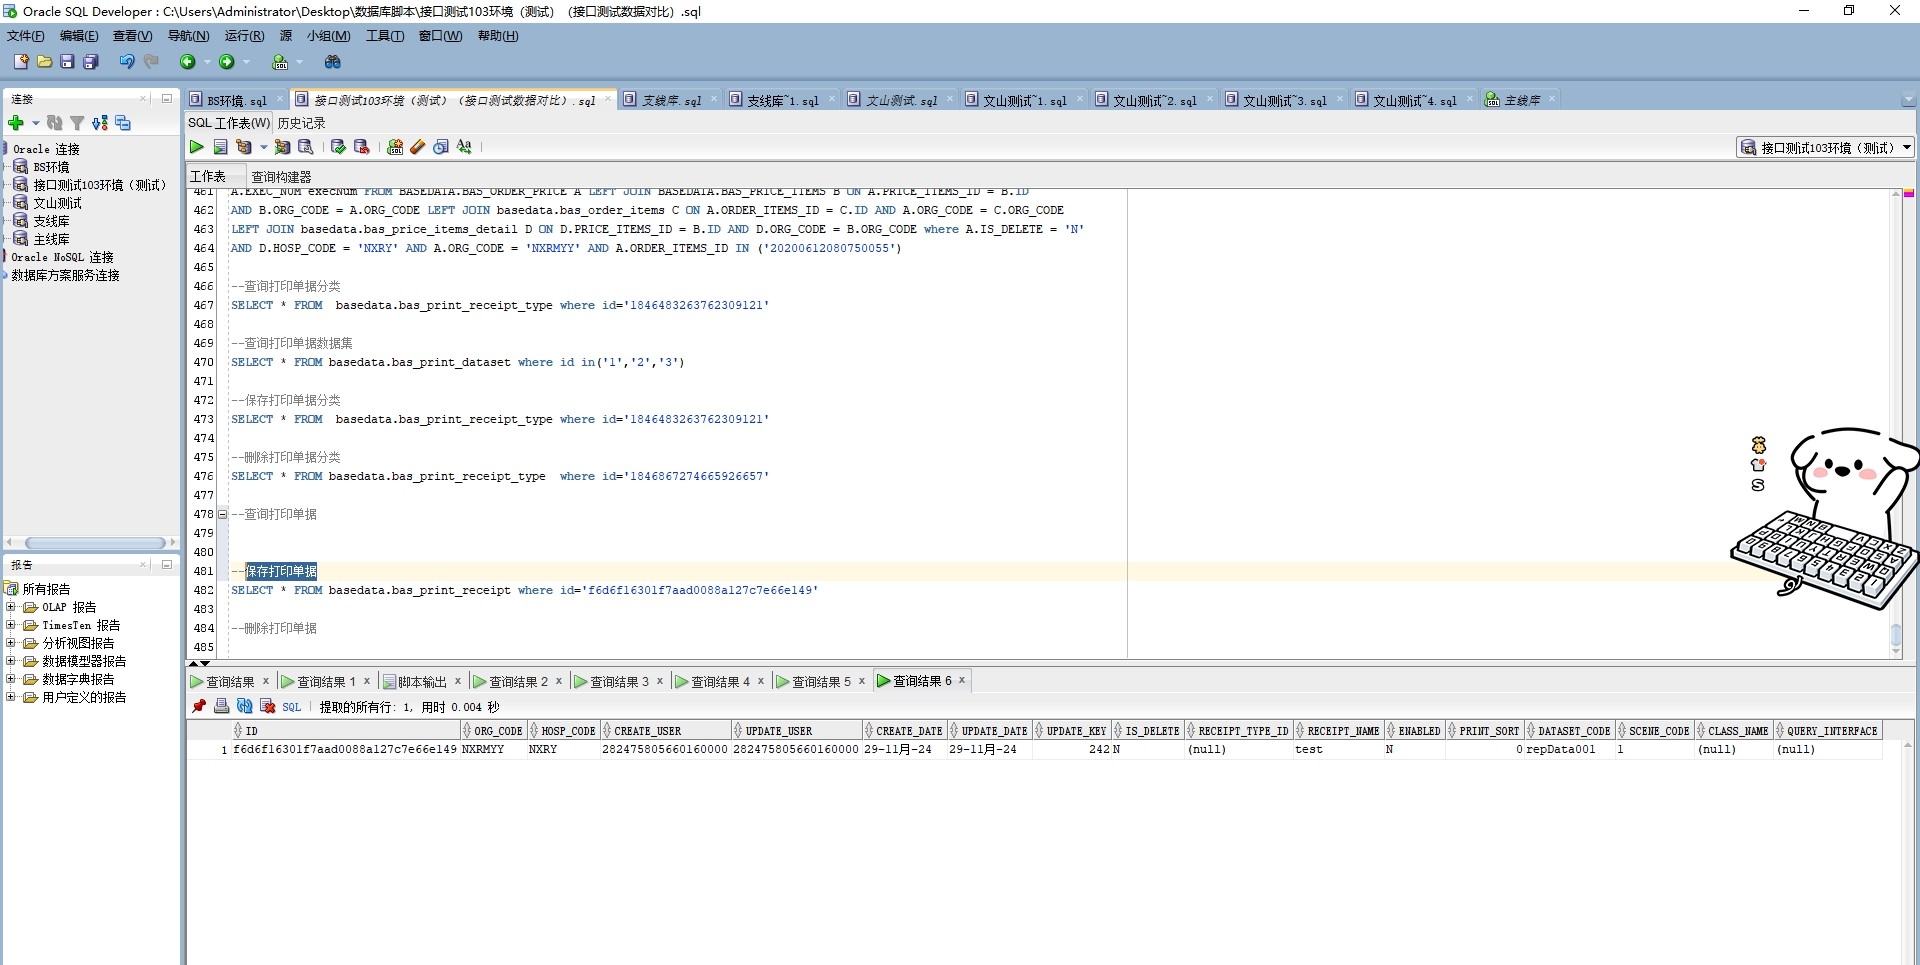 Oracle SQL Developer : C:\Users\Administrator\Desktop\数据库脚本\接口测试103环境（测试）（接口测试数据对比）.sql
文件(F) 编辑(E) 查看(V) 导航(N) 运行(R) 源 小组(M) 工具(T) 窗口(W) 帮助(H)
连接
Oracle 连接
BS环境
接口测试103环境（测试）
文山测试
支线库
主线库
Oracle NoSQL 连接
数据库方案服务连接
报告
所有报告
OLAP 报告
TimesTen 报告
分析视图报告
数据模型器报告
数据字典报告
用户定义的报告
BS环境.sql 接口测试103环境（测试）（接口测试数据对比）.sql 支线库.sql 支线库~1.sql 文山测试.sql 文山测试~1.sql 文山测试~2.sql 文山测试~3.sql 文山测试~4.sql 主线库
SQL 工作表(W) 历史记录
接口测试103环境（测试）
工作表 查询构建器
461 A.EXEC_NUM execNum FROM BASEDATA.BAS_ORDER_PRICE A LEFT JOIN BASEDATA.BAS_PRICE_ITEMS B ON A.PRICE_ITEMS_ID = B.ID
462 AND B.ORG_CODE = A.ORG_CODE LEFT JOIN basedata.bas_order_items C ON A.ORDER_ITEMS_ID = C.ID AND A.ORG_CODE = C.ORG_CODE
463 LEFT JOIN basedata.bas_price_items_detail D ON D.PRICE_ITEMS_ID = B.ID AND D.ORG_CODE = B.ORG_CODE where A.IS_DELETE = 'N'
464 AND D.HOSP_CODE = 'NXRY' AND A.ORG_CODE = 'NXRMYY' AND A.ORDER_ITEMS_ID IN ('20200612080750055')
465
466 --查询打印单据分类
467 SELECT * FROM  basedata.bas_print_receipt_type where id='1846483263762309121'
468
469 --查询打印单据数据集
470 SELECT * FROM basedata.bas_print_dataset where id in('1','2','3')
471
472 --保存打印单据分类
473 SELECT * FROM  basedata.bas_print_receipt_type where id='1846483263762309121'
474
475 --删除打印单据分类
476 SELECT * FROM basedata.bas_print_receipt_type  where id='1846867274665926657'
477
478 --查询打印单据
479
480
481 --保存打印单据
482 SELECT * FROM basedata.bas_print_receipt where id='f6d6f16301f7aad0088a127c7e66e149'
483
484 --删除打印单据
485
查询结果 查询结果 1 脚本输出 查询结果 2 查询结果 3 查询结果 4 查询结果 5 查询结果 6
SQL 提取的所有行: 1, 用时 0.004 秒
ID ORG_CODE HOSP_CODE CREATE_USER UPDATE_USER CREATE_DATE UPDATE_DATE UPDATE_KEY IS_DELETE RECEIPT_TYPE_ID RECEIPT_NAME ENABLED PRINT_SORT DATASET_CODE SCENE_CODE CLASS_NAME QUERY_INTERFACE
1 f6d6f16301f7aad0088a127c7e66e149 NXRMYY NXRY 282475805660160000 282475805660160000 29-11月-24 29-11月-24 242 N (null) test N 0 repData001 1 (null) (null)